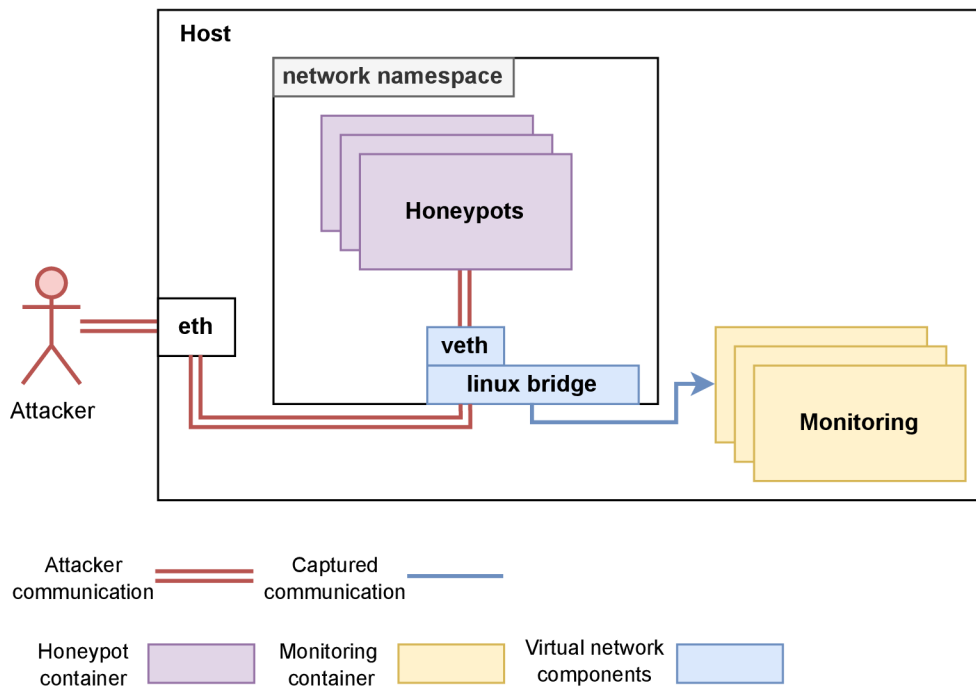 Host
network namespace
Honeypots
eth
veth
linux bridge
Monitoring
Attacker
Attacker
communication
Captured
communication
Honeypot
container
Monitoring
container
Virtual network
components